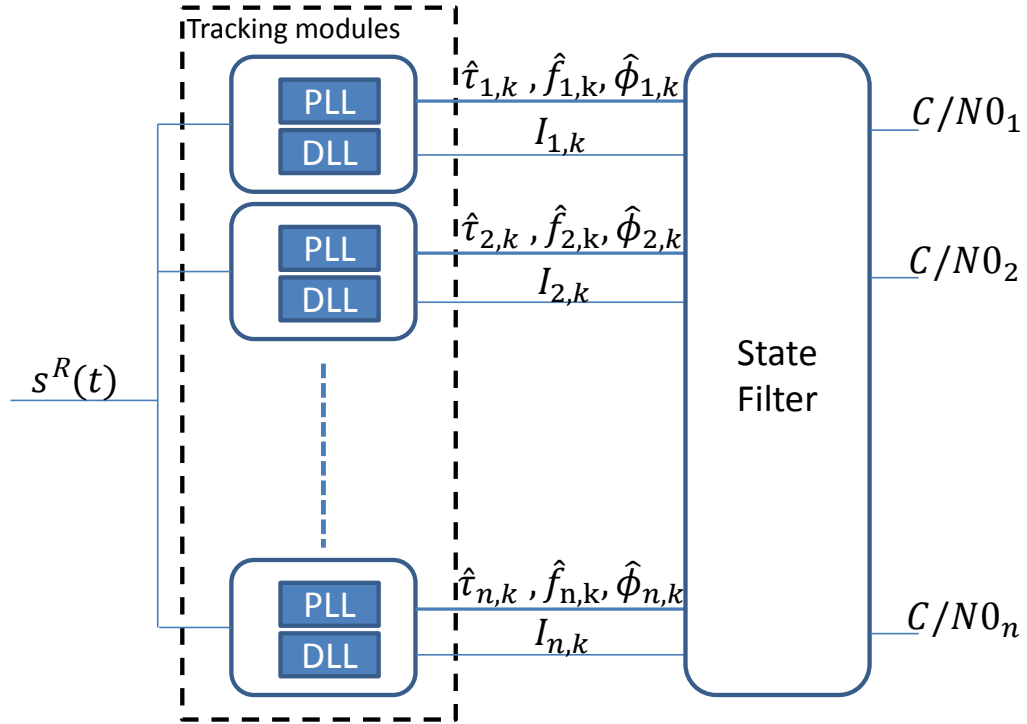 Tracking modules
PLL
DLL
τ̂₁,ₖ , f̂₁,ₖ, ϕ̂₁,ₖ
I₁,ₖ
C/N0₁
PLL
DLL
τ̂₂,ₖ , f̂₂,ₖ, ϕ̂₂,ₖ
I₂,ₖ
C/N0₂
sᴿ(t)
State
Filter
PLL
DLL
τ̂ₙ,ₖ , f̂ₙ,ₖ, ϕ̂ₙ,ₖ
Iₙ,ₖ
C/N0ₙ